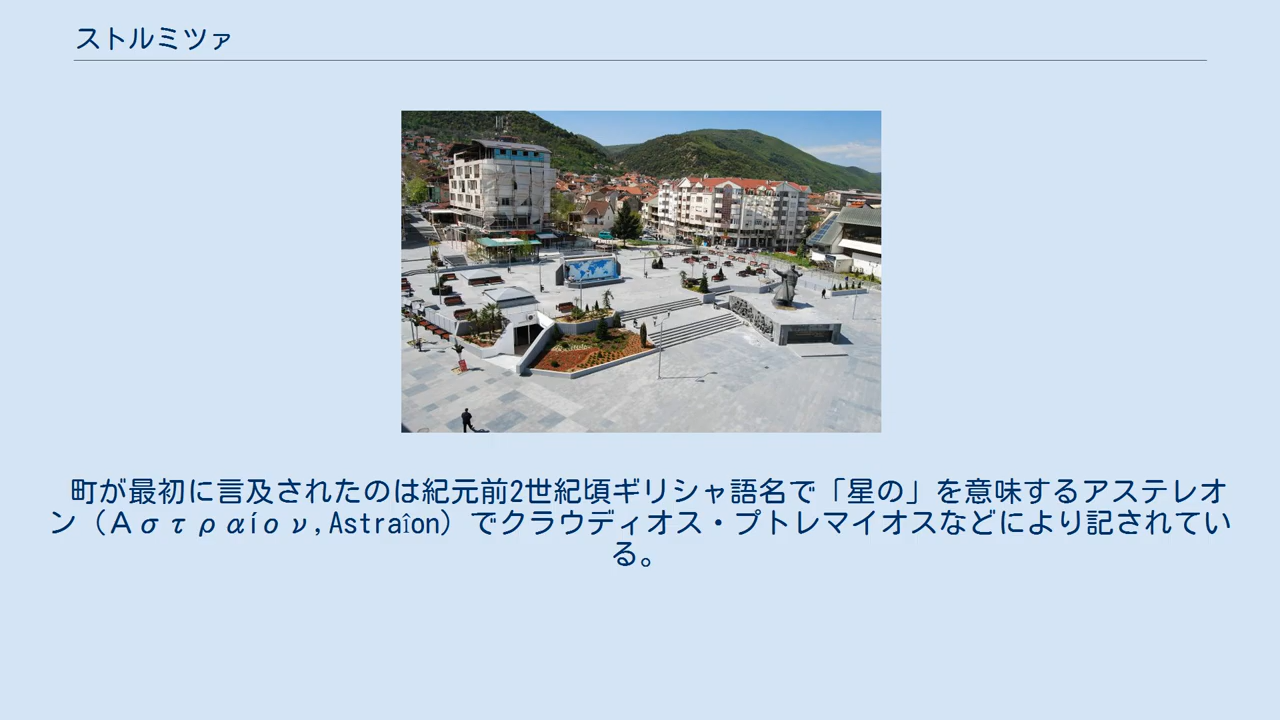 ストルミツァ
町が最初に言及されたのは紀元前2世紀頃ギリシャ語名で「星の」を意味するアステレオ
ン（Αστραίον,Astraîon）でクラウディオス・プトレマイオスなどにより記されてい
る。